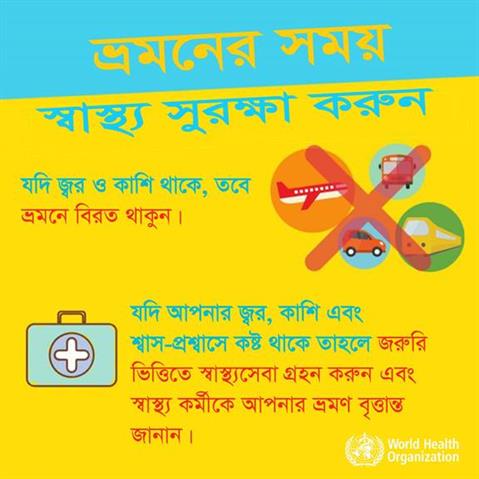 ভ্রমনের সময়
স্বাস্থ্য সুরক্ষা করুন
যদি জ্বর ও কাশি থাকে, তবে
ভ্রমনে বিরত থাকুন।
যদি আপনার জ্বর, কাশি এবং
শ্বাস-প্রশ্বাসে কষ্ট থাকে তাহলে জরুরি
ভিত্তিতে স্বাস্থ্যসেবা গ্রহন করুন এবং
স্বাস্থ্য কর্মীকে আপনার ভ্রমণ বৃত্তান্ত
জানান।
World Health
Organization